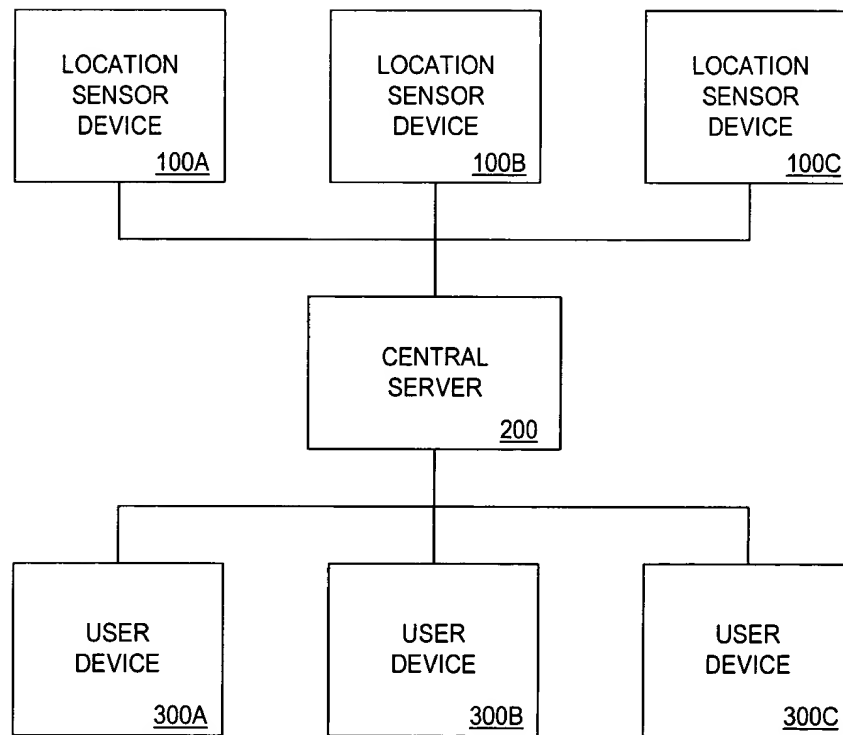 LOCATION
SENSOR
DEVICE
100A
LOCATION
SENSOR
DEVICE
100B
LOCATION
SENSOR
DEVICE
100C
CENTRAL
SERVER
200
USER
DEVICE
300A
USER
DEVICE
300B
USER
DEVICE
300C